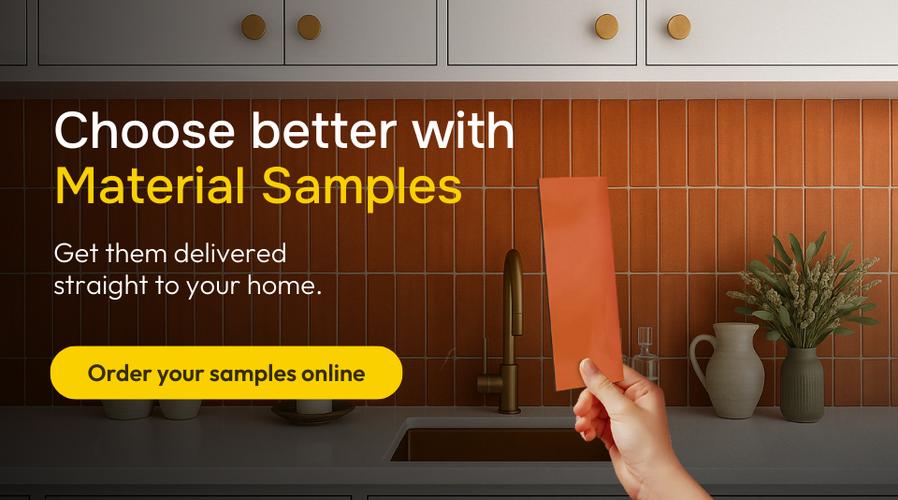 Choose better with
Material Samples
Get them delivered
straight to your home.
Order your samples online